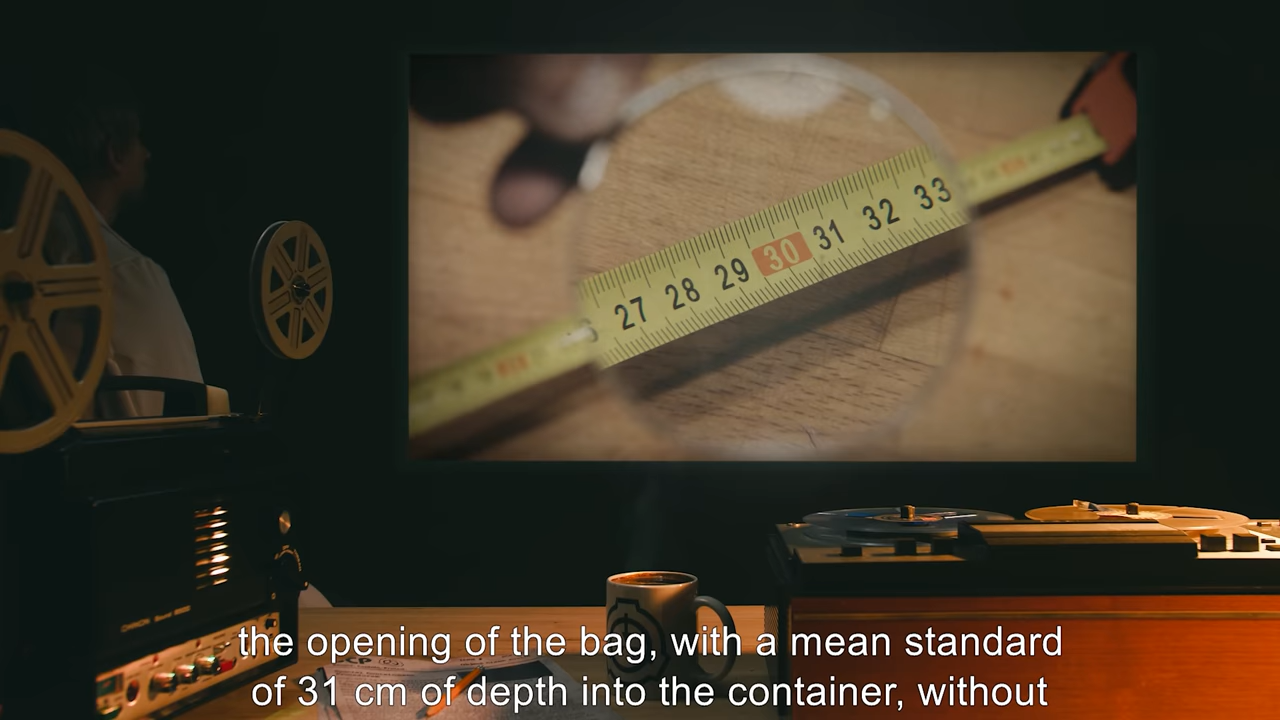 27 28 29 30 31 32 33
CP
the opening of the bag, with a mean standard
of 31 cm of depth into the container, without